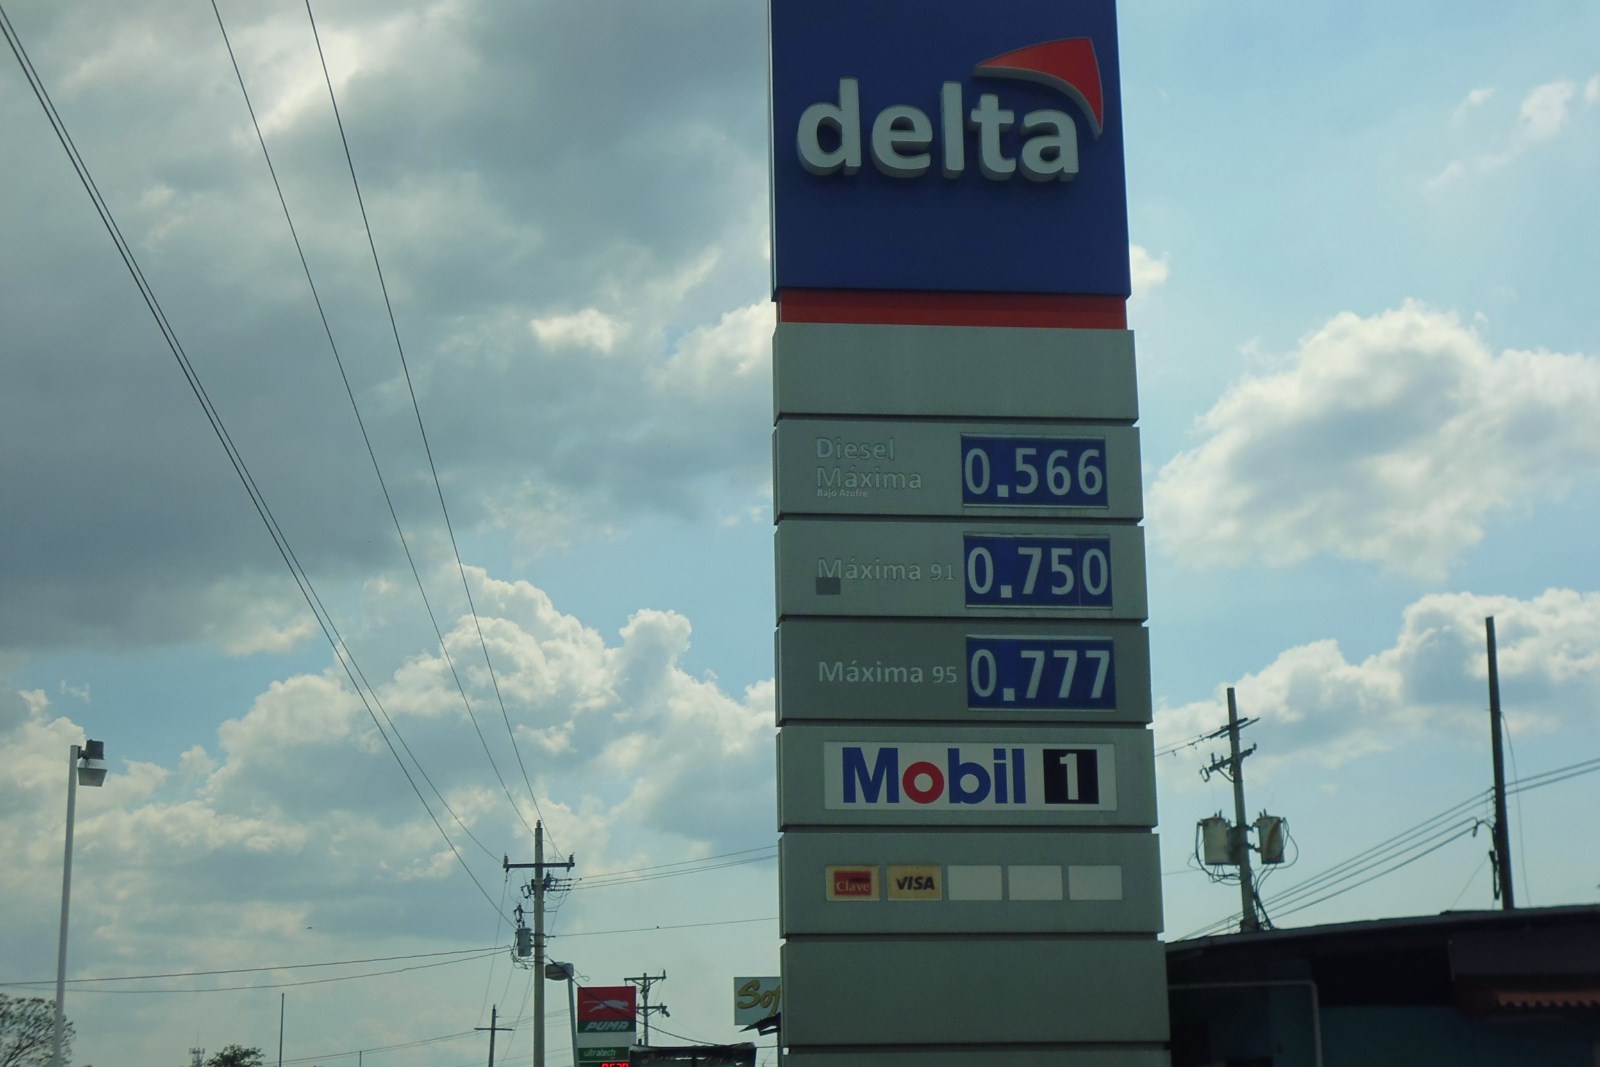 delta
Diesel
Máxima
Bajo Azufre
0.566
Máxima 91
0.750
Máxima 95
0.777
Mobil 1
Clave
VISA
PUMA
ultratech